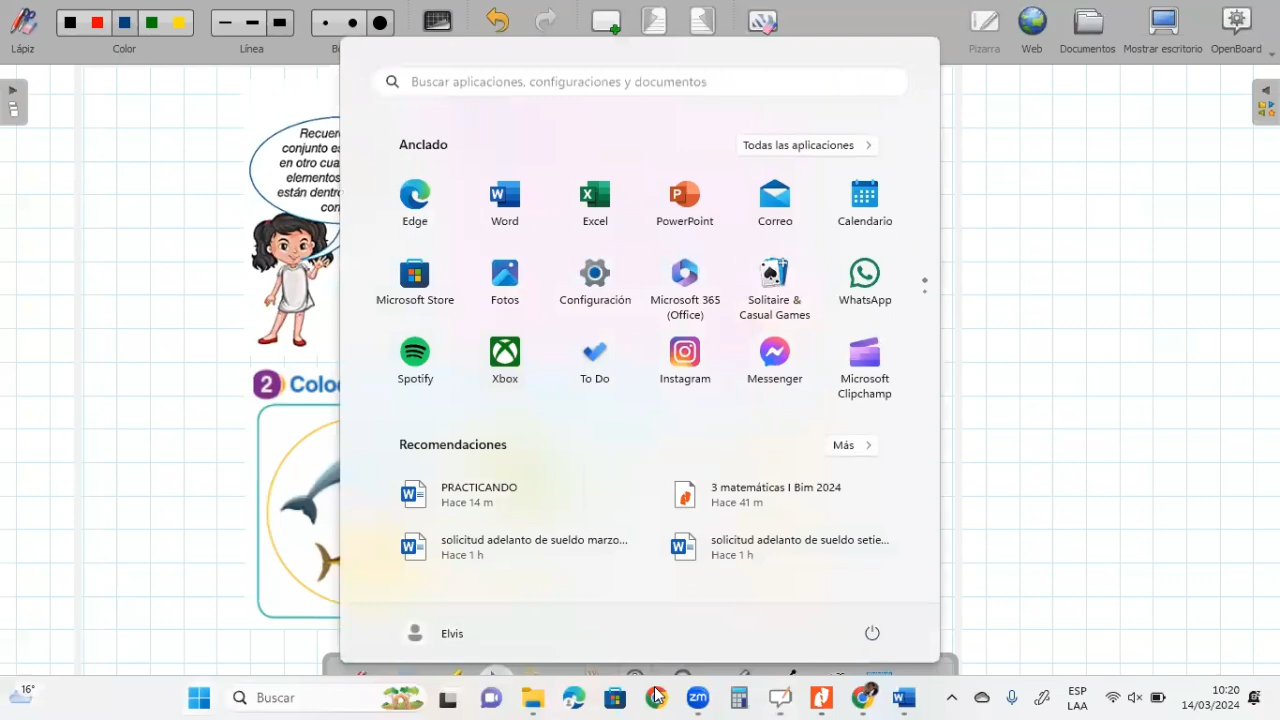 Lápiz
Color
Línea
Pizarra
Web
Documentos
Mostrar escritorio
OpenBoard
Buscar aplicaciones, configuraciones y documentos
Anclado
Todas las aplicaciones
Edge
Word
Excel
PowerPoint
Correo
Calendario
Microsoft Store
Fotos
Configuración
Microsoft 365
(Office)
Solitaire &
Casual Games
WhatsApp
Spotify
Xbox
To Do
Instagram
Messenger
Microsoft
Clipchamp
Recomendaciones
Más
PRACTICANDO
Hace 14 m
3 matemáticas I Bim 2024
Hace 41 m
solicitud adelanto de sueldo marzo...
Hace 1 h
solicitud adelanto de sueldo setie...
Hace 1 h
Elvis
conjunto es
en otro cua
elementos
están dentro
2 Colo
16°
Buscar
zm
ESP
LAA
10:20
14/03/2024